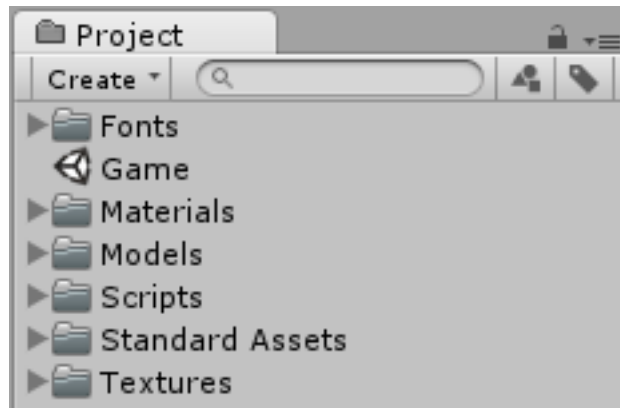 Project
Create
Fonts
Game
Materials
Models
Scripts
Standard Assets
Textures